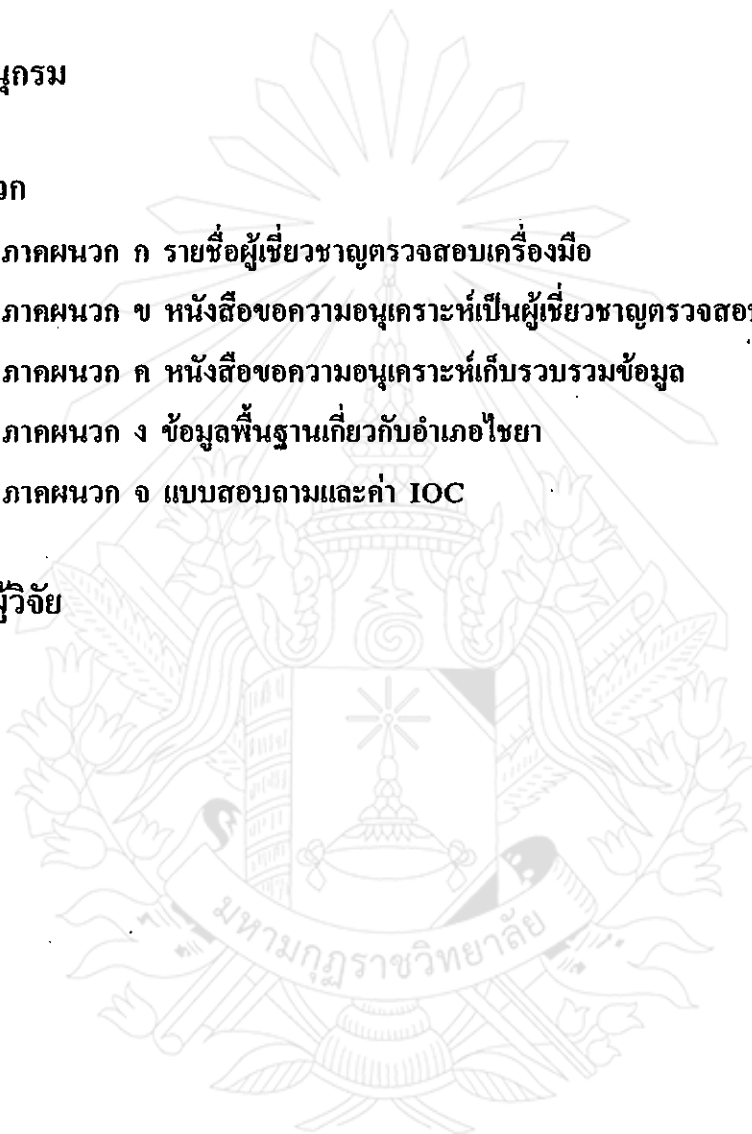 นุกรม
วก
ภาคผนวก ก รายชื่อผู้เชี่ยวชาญตรวจสอบเครื่องมือ
ภาคผนวก ข หนังสือขอความอนุเคราะห์เป็นผู้เชี่ยวชาญตรวจสอบ
ภาคผนวก ค หนังสือขอความอนุเคราะห์เก็บรวบรวมข้อมูล
ภาคผนวก ง ข้อมูลพื้นฐานเกี่ยวกับอำเภอไชยา
ภาคผนวก จ แบบสอบถามและค่า IOC
ผู้วิจัย
มหามกุฏราชวิทยาลัย